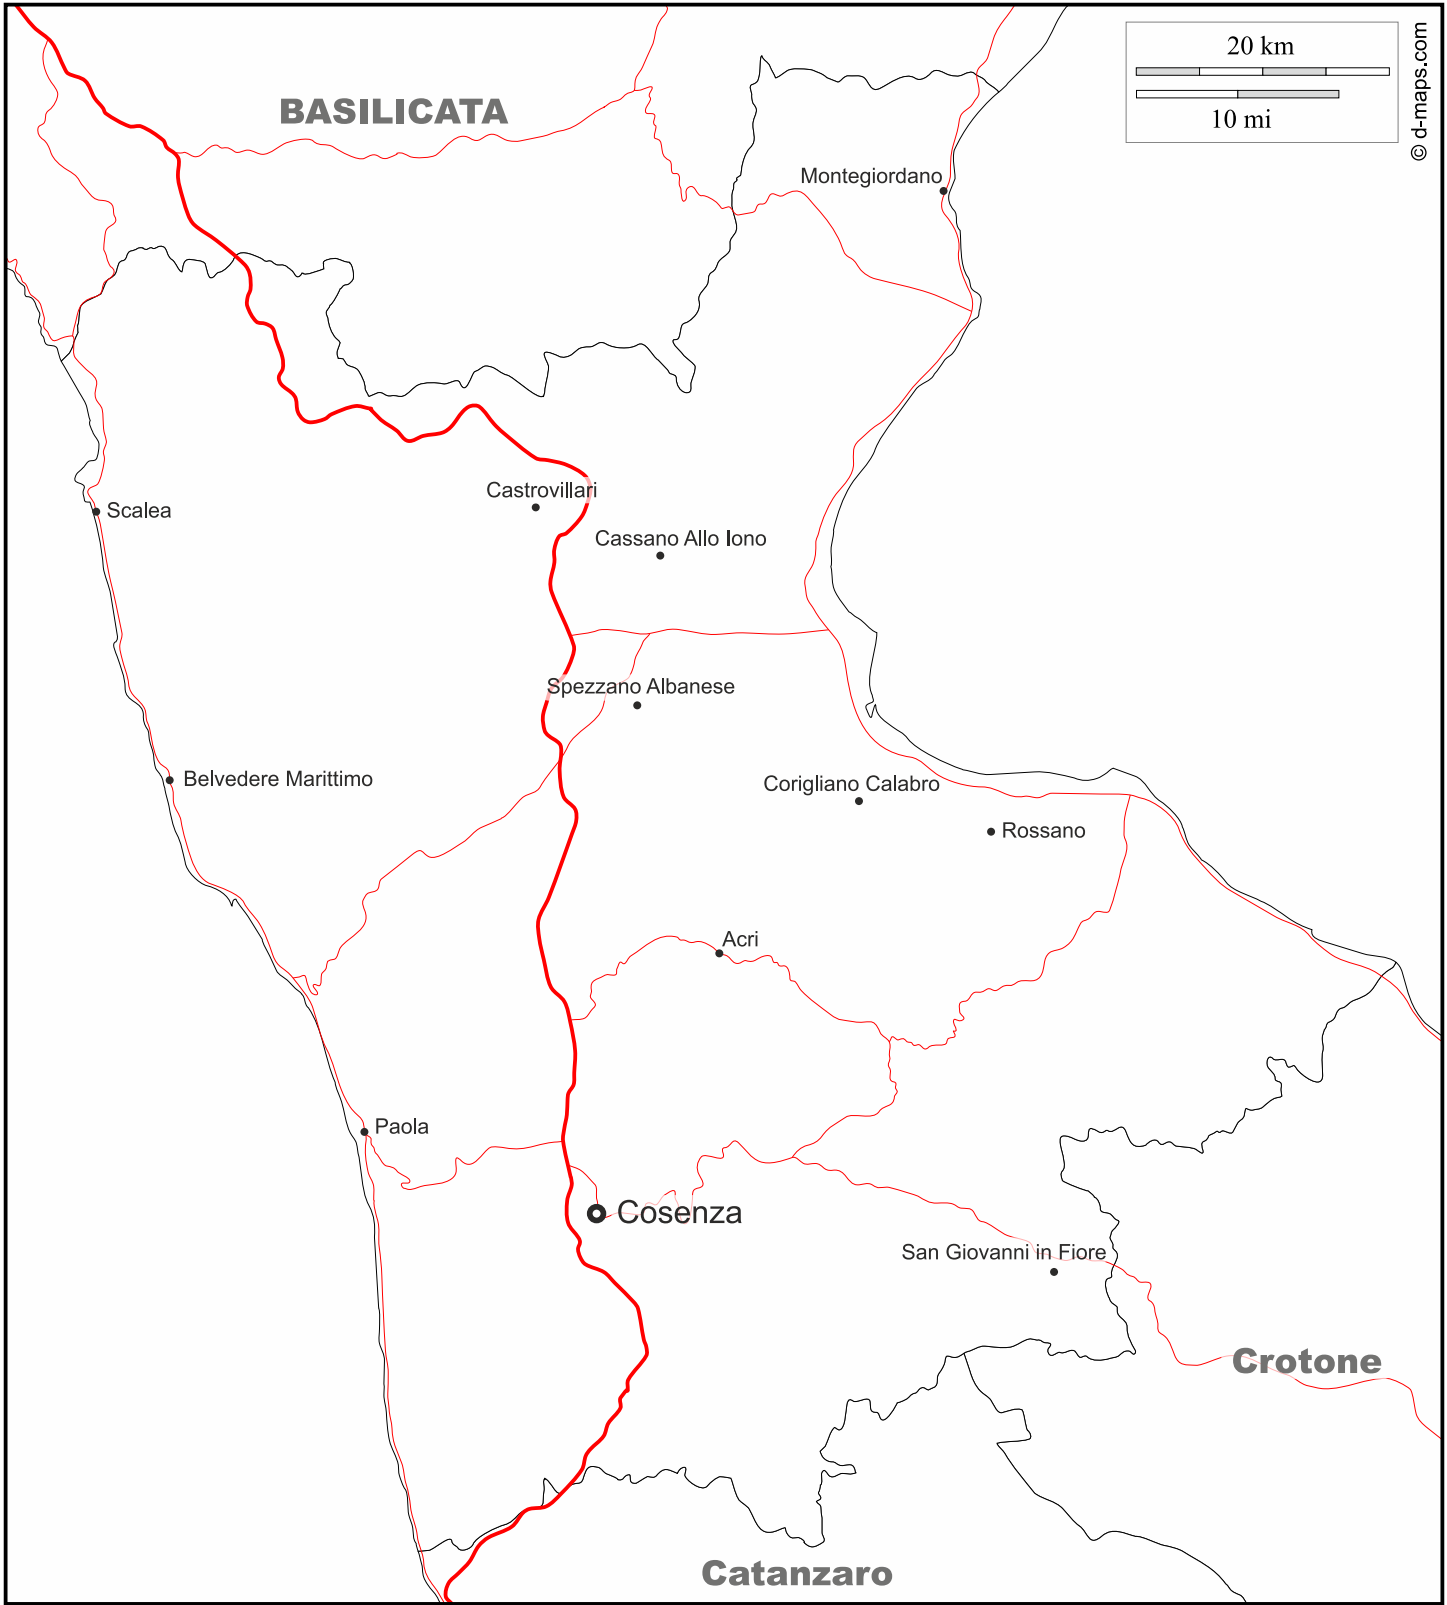 20 km
10 mi
© d-maps.com
BASILICATA
Montegiordano
Castrovillari
Scalea
Cassano Allo Iono
Spezzano Albanese
Belvedere Marittimo
Corigliano Calabro
Rossano
Acri
Paola
Cosenza
San Giovanni in Fiore
Crotone
Catanzaro